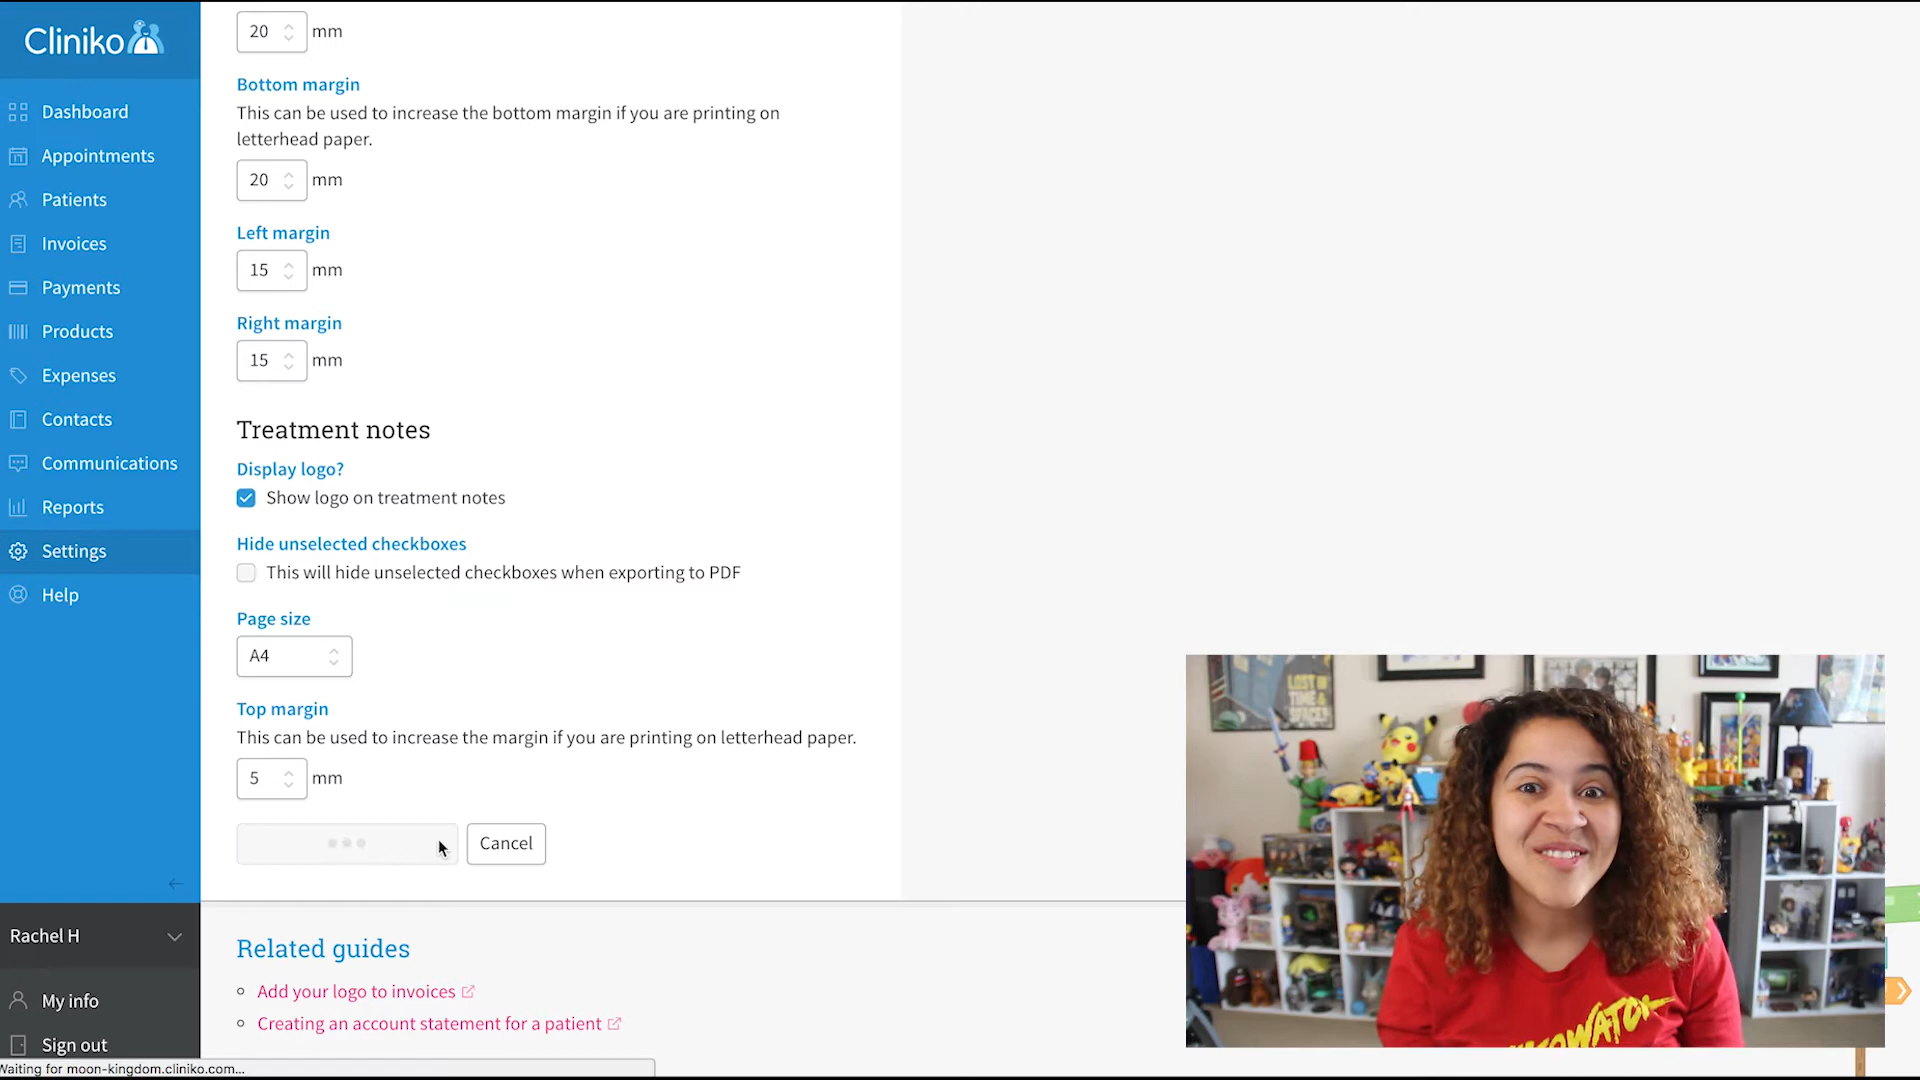 Cliniko
Dashboard
Appointments
Patients
Invoices
Payments
Products
Expenses
Contacts
Communications
Reports
Settings
Help
Rachel H
My info
Sign out
Waiting for moon-kingdom.cliniko.com...
20 mm
Bottom margin
This can be used to increase the bottom margin if you are printing on
letterhead paper.
20 mm
Left margin
15 mm
Right margin
15 mm
Treatment notes
Display logo?
Show logo on treatment notes
Hide unselected checkboxes
This will hide unselected checkboxes when exporting to PDF
Page size
A4
Top margin
This can be used to increase the margin if you are printing on letterhead paper.
5 mm
Cancel
Related guides
Add your logo to invoices
Creating an account statement for a patient
LOST IN
TIME &
SPACE